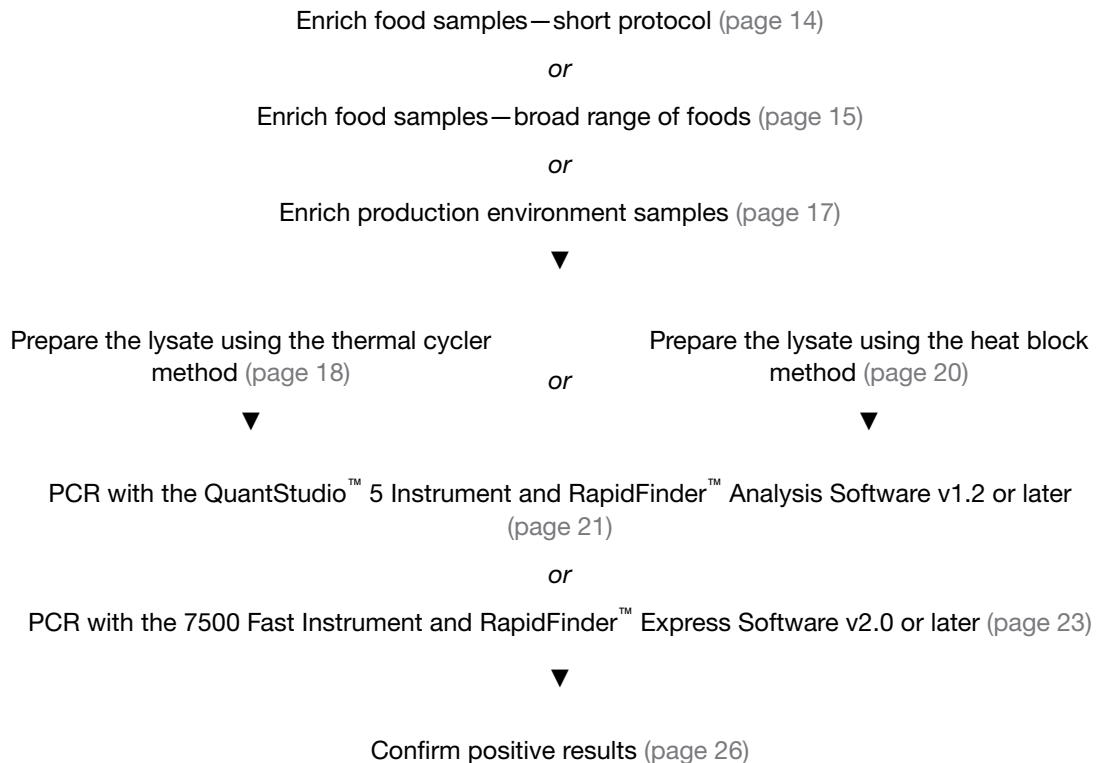 Enrich food samples—short protocol (page 14)
or
Enrich food samples—broad range of foods (page 15)
or
Enrich production environment samples (page 17)
▼
Prepare the lysate using the thermal cycler
method (page 18)
or
Prepare the lysate using the heat block
method (page 20)
▼
▼
PCR with the QuantStudio™ 5 Instrument and RapidFinder™ Analysis Software v1.2 or later
(page 21)
or
PCR with the 7500 Fast Instrument and RapidFinder™ Express Software v2.0 or later (page 23)
▼
Confirm positive results (page 26)